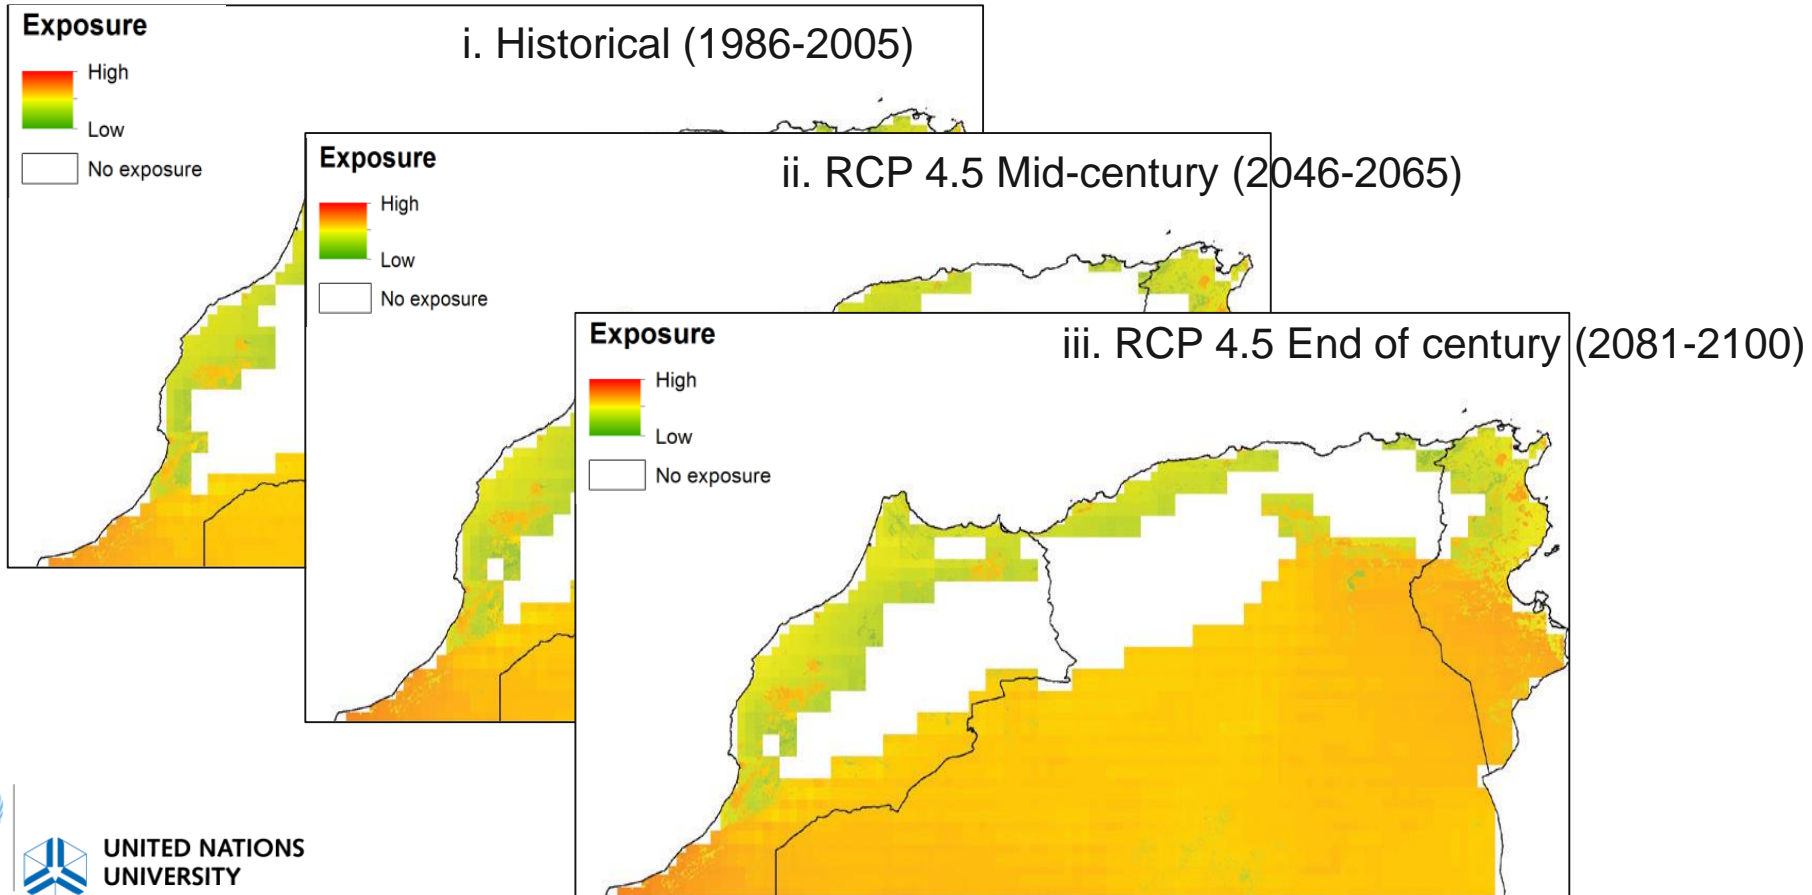 Exposure
i. Historical (1986-2005)
High
Low
No exposure
Exposure
ii. RCP 4.5 Mid-century (2046-2065)
High
Low
No exposure
Exposure
iii. RCP 4.5 End of century (2081-2100)
High
Low
No exposure
UNITED NATIONS
UNIVERSITY